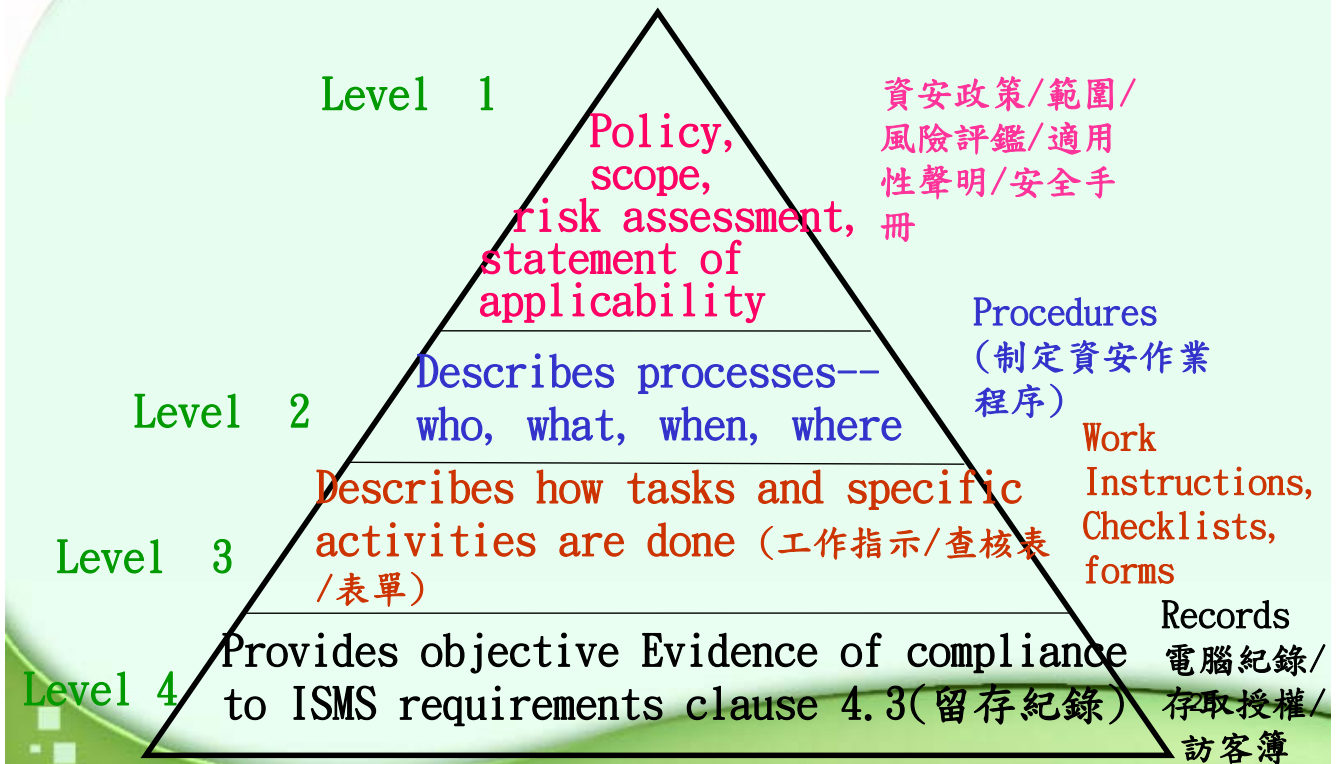 Level 1
Policy,
scope,
risk assessment,
statement of
applicability
資安政策/範圍/
風險評鑑/適用
性聲明/安全手
冊
Level 2
Describes processes--
who, what, when, where
Procedures
(制定資安作業
程序)
Level 3
Describes how tasks and specific
activities are done (工作指示/查核表
/表單)
Work
Instructions,
Checklists,
forms
Level 4
Provides objective Evidence of compliance
to ISMS requirements clause 4.3(留存紀錄)
Records
電腦紀錄/
存取授權/
訪客簿